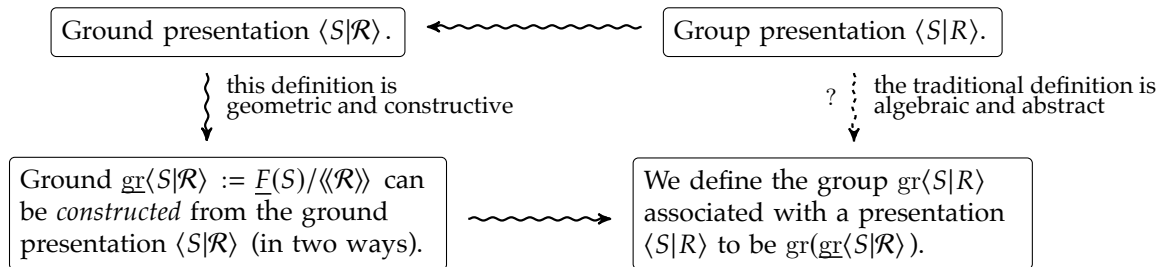 Ground presentation ⟨S|𝓡⟩.
Group presentation ⟨S|R⟩.
this definition is
geometric and constructive
?
the traditional definition is
algebraic and abstract
Ground g̲r̲⟨S|𝓡⟩ := F̲(S)/⟪𝓡⟫ can
be constructed from the ground
presentation ⟨S|𝓡⟩ (in two ways).
We define the group gr⟨S|R⟩
associated with a presentation
⟨S|R⟩ to be gr(g̲r̲⟨S|𝓡⟩).